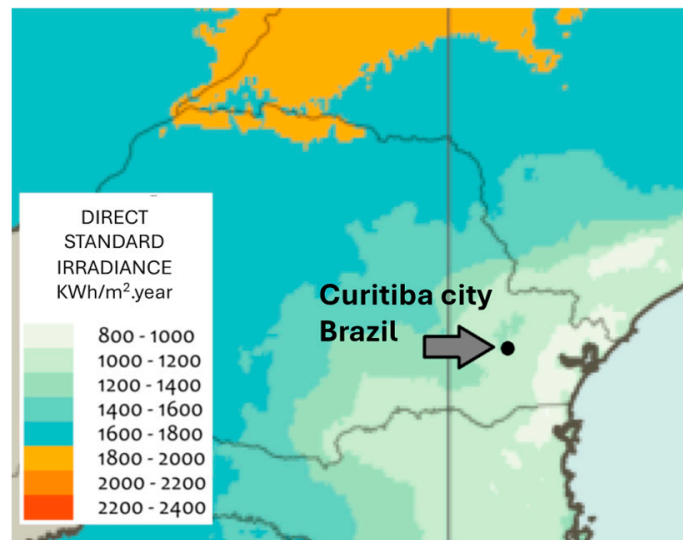 DIRECT
STANDARD
IRRADIANCE
KWh/m².year
800 - 1000
1000 - 1200
1200 - 1400
1400 - 1600
1600 - 1800
1800 - 2000
2000 - 2200
2200 - 2400
Curitiba city
Brazil